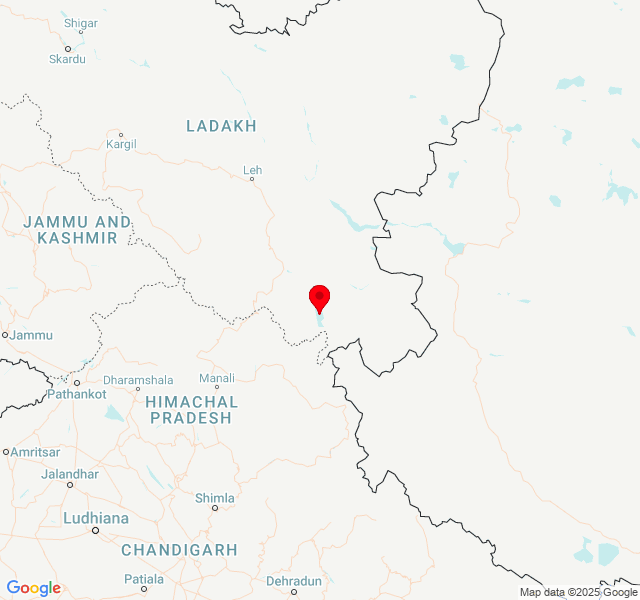 Shigar
Skardu
LADAKH
Kargil
Leh
JAMMU AND
KASHMIR
Jammu
Dharamshala
Manali
Pathankot
HIMACHAL
PRADESH
Amritsar
Jalandhar
Shimla
Ludhiana
CHANDIGARH
Patiala
Dehradun
Google
Map data ©2025 Google